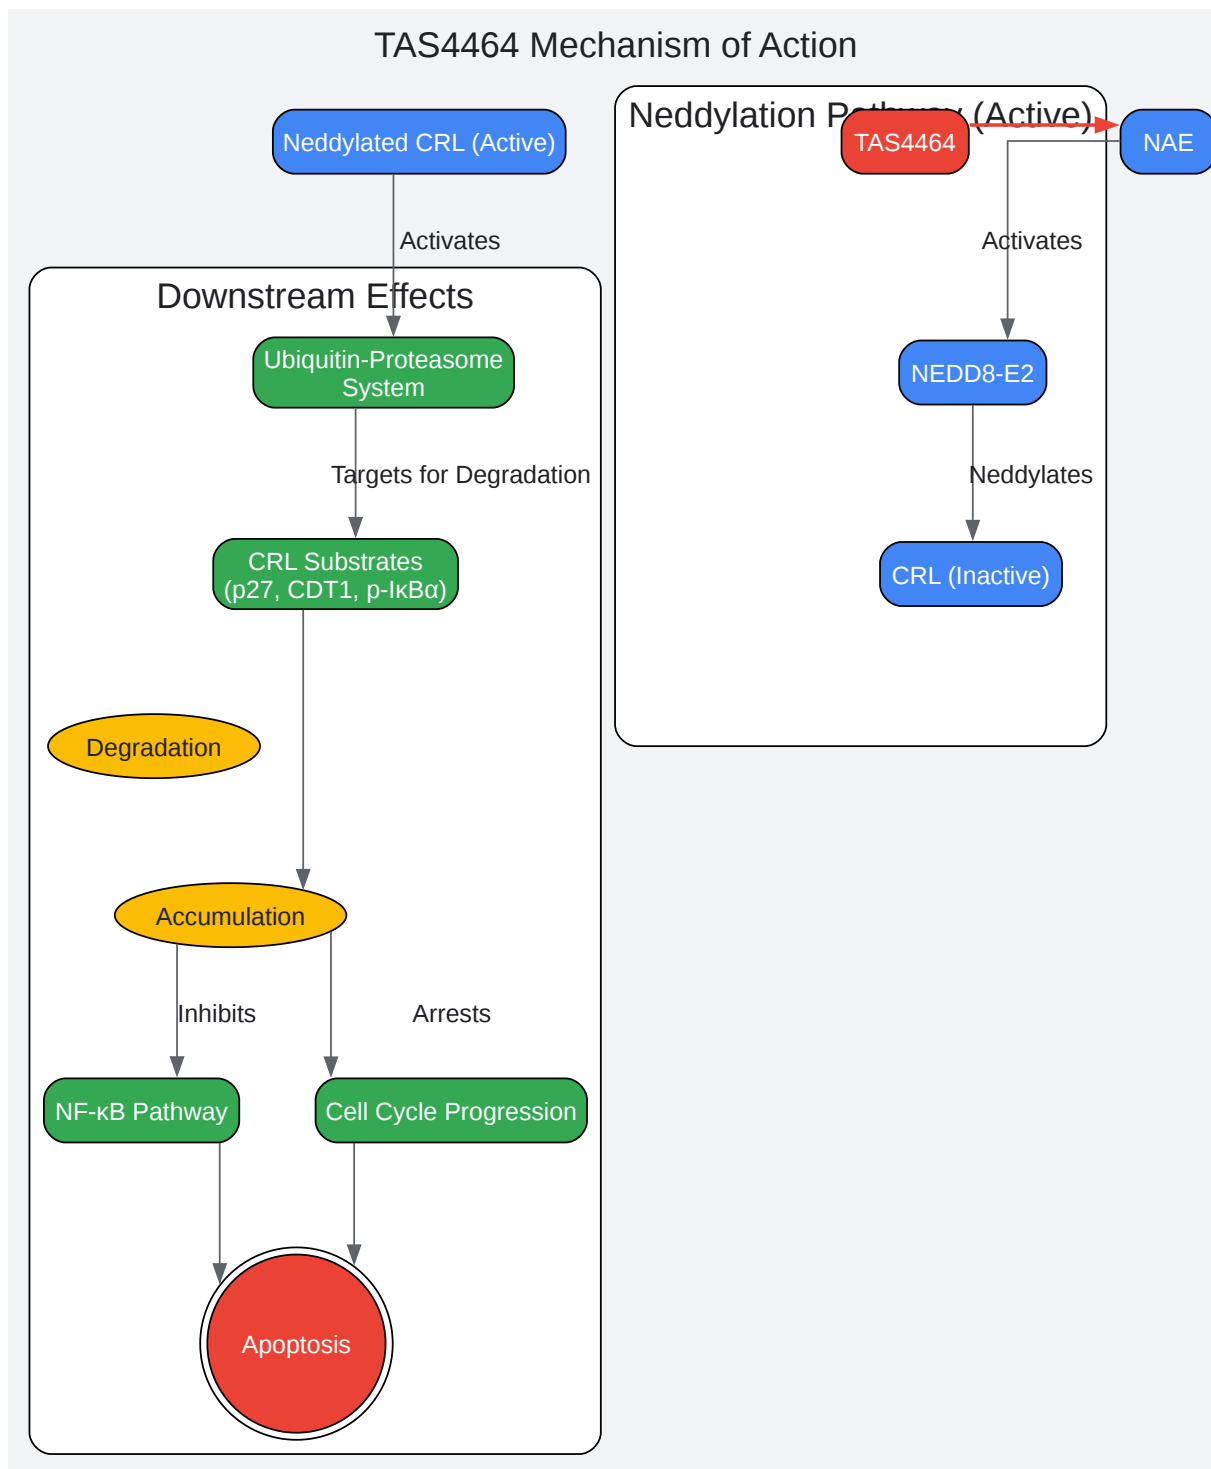 TAS4464 Mechanism of Action
Neddylation Pathway (Active)
Neddylated CRL (Active)
TAS4464
NAE
Activates
Activates
Downstream Effects
Ubiquitin-Proteasome
System
NEDD8-E2
Targets for Degradation
Neddylates
CRL Substrates
(p27, CDT1, p-IκBα)
CRL (Inactive)
Degradation
Accumulation
Inhibits
Arrests
NF-κB Pathway
Cell Cycle Progression
Apoptosis